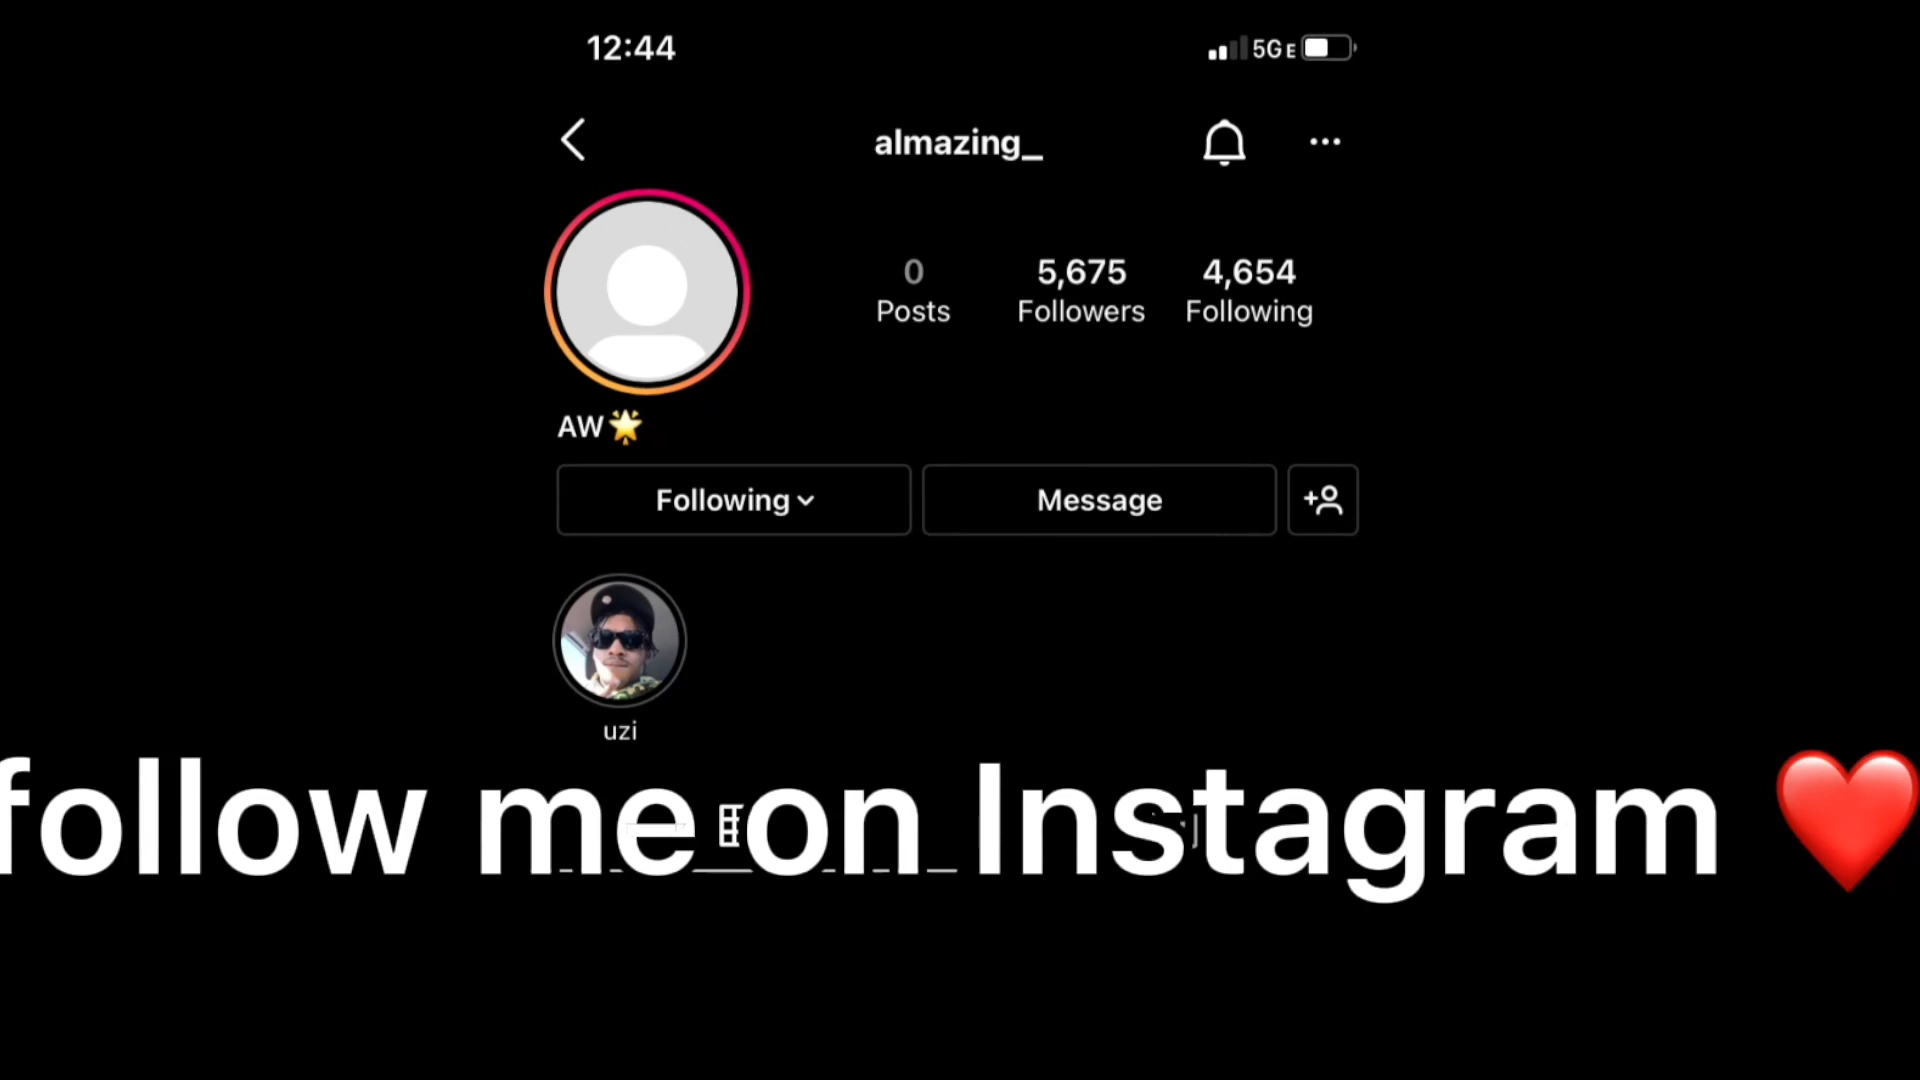 12:44 5GE
almazing_
0 5,675 4,654
Posts Followers Following
AW🌟
Following Message
uzi
follow me on Instagram ❤️